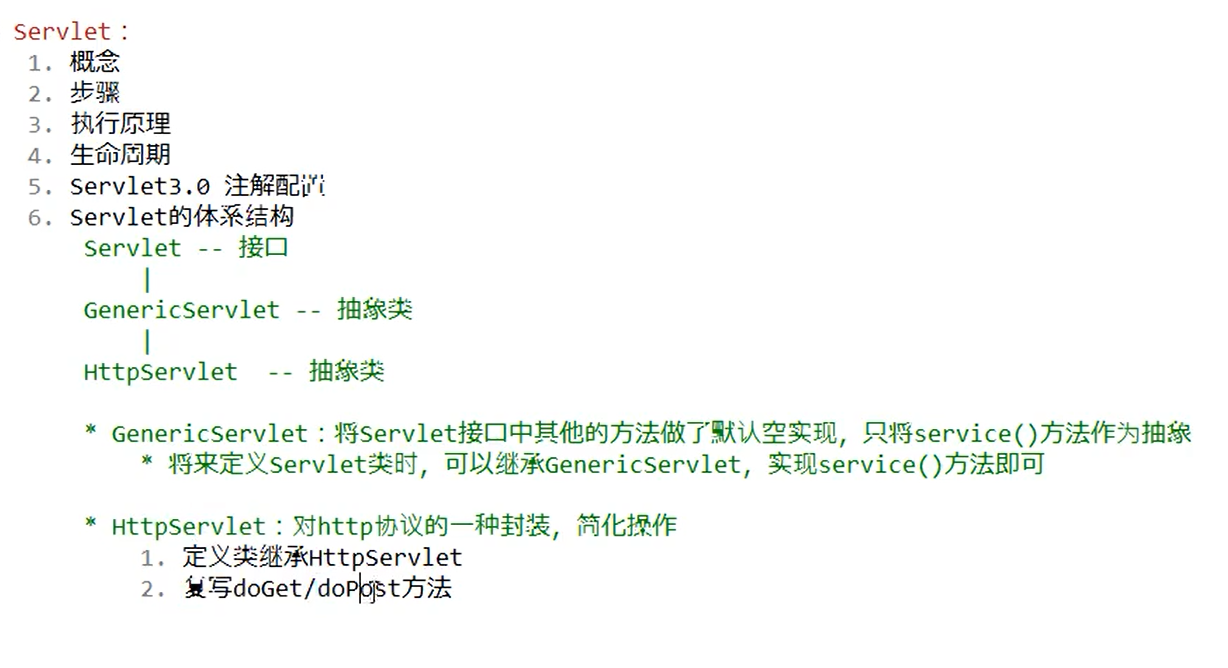 Servlet：
1. 概念
2. 步骤
3. 执行原理
4. 生命周期
5. Servlet3.0 注解配置
6. Servlet的体系结构
Servlet -- 接口
|
GenericServlet -- 抽象类
|
HttpServlet  -- 抽象类
* GenericServlet：将Servlet接口中其他的方法做了默认空实现，只将service()方法作为抽象
* 将来定义Servlet类时，可以继承GenericServlet，实现service()方法即可
* HttpServlet：对http协议的一种封装，简化操作
1. 定义类继承HttpServlet
2. 复写doGet/doPost方法